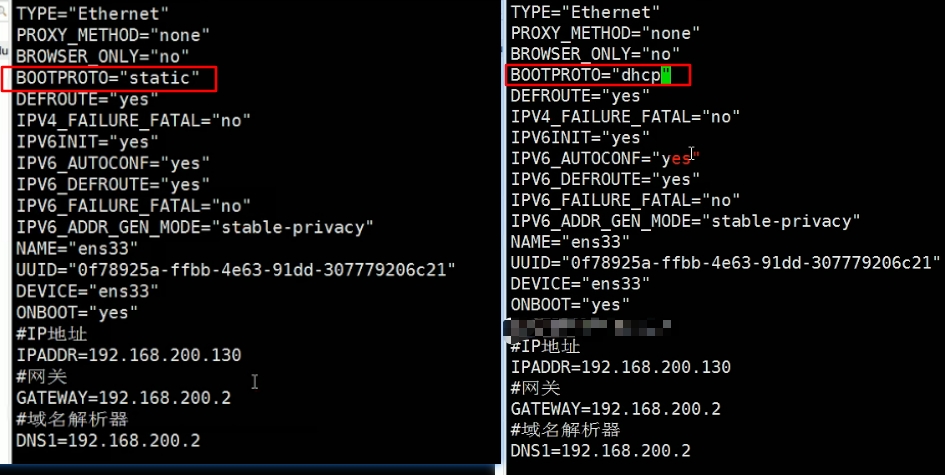 TYPE="Ethernet"
PROXY_METHOD="none"
BROWSER_ONLY="no"
BOOTPROTO="static"
DEFROUTE="yes"
IPV4_FAILURE_FATAL="no"
IPV6INIT="yes"
IPV6_AUTOCONF="yes"
IPV6_DEFROUTE="yes"
IPV6_FAILURE_FATAL="no"
IPV6_ADDR_GEN_MODE="stable-privacy"
NAME="ens33"
UUID="0f78925a-ffbb-4e63-91dd-307779206c21"
DEVICE="ens33"
ONBOOT="yes"
#IP地址
IPADDR=192.168.200.130
#网关
GATEWAY=192.168.200.2
#域名解析器
DNS1=192.168.200.2
TYPE="Ethernet"
PROXY_METHOD="none"
BROWSER_ONLY="no"
BOOTPROTO="dhcp"
DEFROUTE="yes"
IPV4_FAILURE_FATAL="no"
IPV6INIT="yes"
IPV6_AUTOCONF="yes"
IPV6_DEFROUTE="yes"
IPV6_FAILURE_FATAL="no"
IPV6_ADDR_GEN_MODE="stable-privacy"
NAME="ens33"
UUID="0f78925a-ffbb-4e63-91dd-307779206c21"
DEVICE="ens33"
ONBOOT="yes"
#IP地址
IPADDR=192.168.200.130
#网关
GATEWAY=192.168.200.2
#域名解析器
DNS1=192.168.200.2